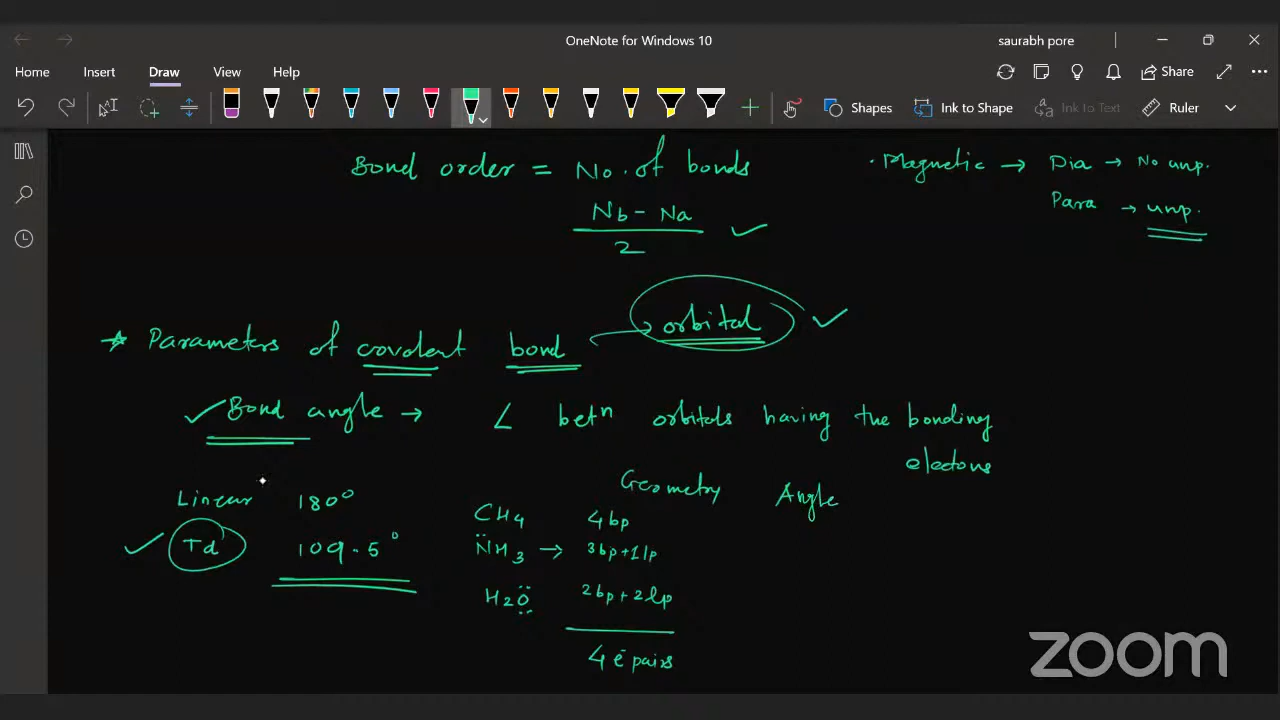 OneNote for Windows 10
saurabh pore
Home Insert Draw View Help
Share
Shapes Ink to Shape Ink to Text Ruler
Bond order = No. of bonds
Nb - Na
2
. Magnetic → Dia → No unp.
Para → unp.
* Parameters of covalent bond → orbital ✓
✓ Bond angle → ∠ betⁿ orbitals having the bonding
electons
Geometry Angle
Linear 180°
✓ Td 109.5°
CH4 4bp
N̈H3 → 3bp+1lp
H2O 2bp+2lp
4 e⁻ pairs
zoom